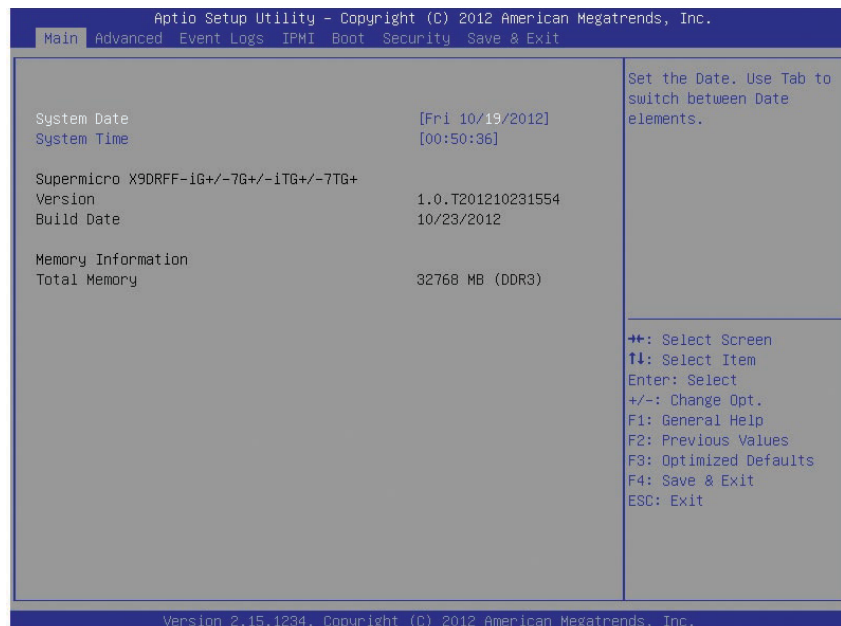 Aptio Setup Utility – Copyright (C) 2012 American Megatrends, Inc.
Main Advanced Event Logs IPMI Boot Security Save & Exit
Set the Date. Use Tab to
switch between Date
elements.
System Date [Fri 10/19/2012]
System Time [00:50:36]
Supermicro X9DRFF-iG+/-7G+/-iTG+/-7TG+
Version 1.0.T201210231554
Build Date 10/23/2012
Memory Information
Total Memory 32768 MB (DDR3)
→←: Select Screen
↑↓: Select Item
Enter: Select
+/-: Change Opt.
F1: General Help
F2: Previous Values
F3: Optimized Defaults
F4: Save & Exit
ESC: Exit
Version 2.15.1234. Copyright (C) 2012 American Megatrends, Inc.